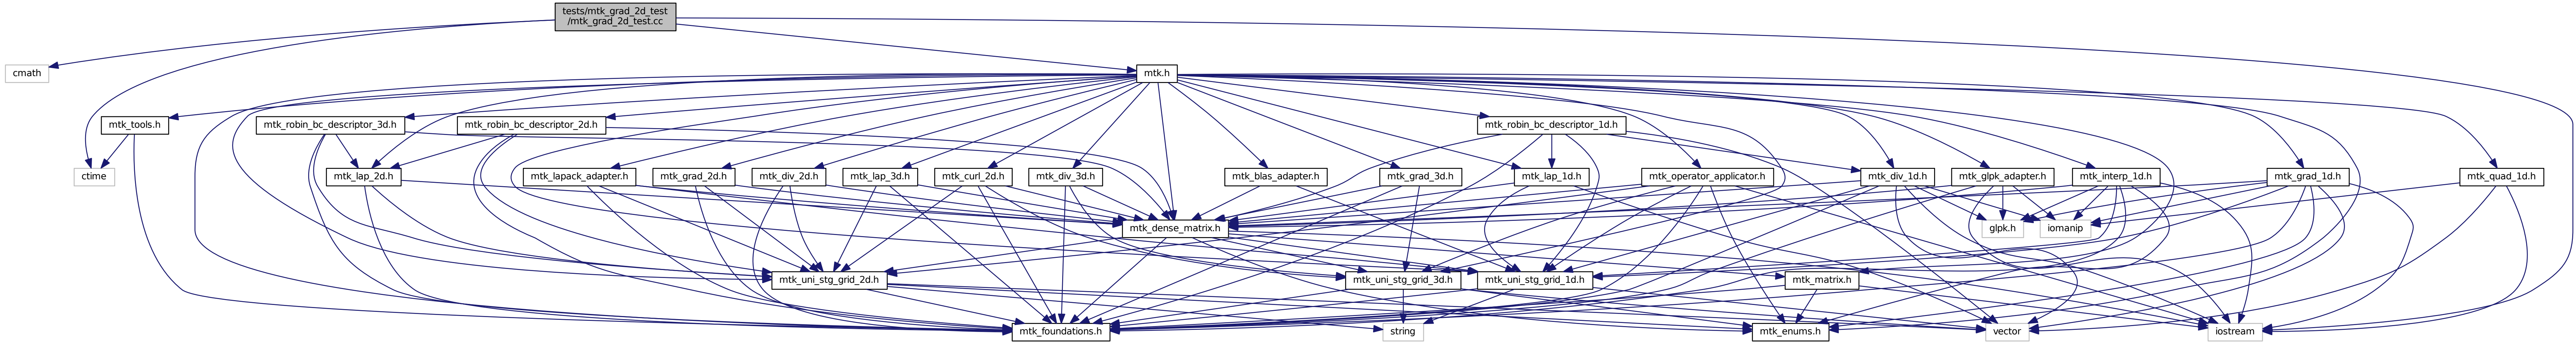 tests/mtk_grad_2d_test
/mtk_grad_2d_test.cc
cmath
mtk.h
mtk_tools.h
mtk_robin_bc_descriptor_3d.h
mtk_robin_bc_descriptor_2d.h
mtk_robin_bc_descriptor_1d.h
ctime
mtk_lap_2d.h
mtk_lapack_adapter.h
mtk_grad_2d.h
mtk_div_2d.h
mtk_lap_3d.h
mtk_curl_2d.h
mtk_div_3d.h
mtk_blas_adapter.h
mtk_grad_3d.h
mtk_lap_1d.h
mtk_operator_applicator.h
mtk_div_1d.h
mtk_glpk_adapter.h
mtk_interp_1d.h
mtk_grad_1d.h
mtk_quad_1d.h
mtk_dense_matrix.h
glpk.h
iomanip
mtk_uni_stg_grid_2d.h
mtk_uni_stg_grid_3d.h
mtk_uni_stg_grid_1d.h
mtk_matrix.h
mtk_foundations.h
string
mtk_enums.h
vector
iostream